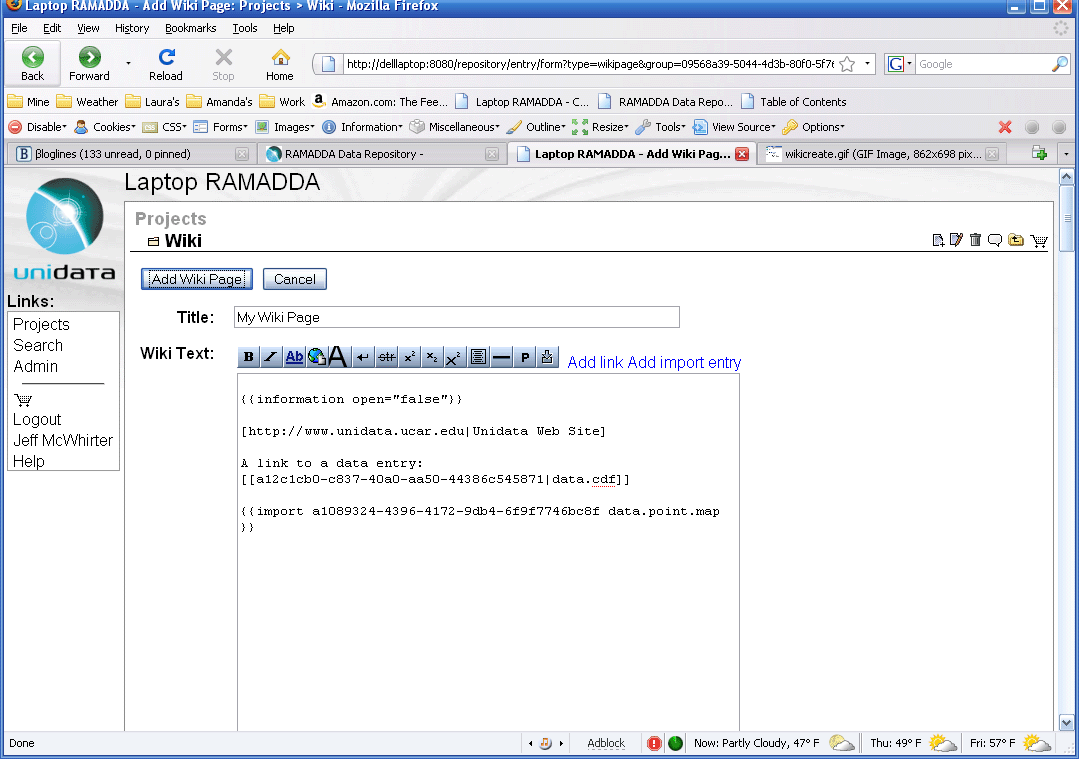 Laptop RAMADDA - Add Wiki Page: Projects > Wiki - Mozilla Firefox
File Edit View History Bookmarks Tools Help
Back Forward Reload Stop Home http://delllaptop:8080/repository/entry/form?type=wikipage&group=09568a39-5044-4d3b-80f0-5f7e G Google
Mine Weather Laura's Amanda's Work a Amazon.com: The Fee... Laptop RAMADDA - C... RAMADDA Data Repo... Table of Contents
Disable Cookies CSS Forms Images Information Miscellaneous Outline Resize Tools View Source Options
B βloglines (133 unread, 0 pinned) RAMADDA Data Repository - Laptop RAMADDA - Add Wiki Pag... wikicreate.gif (GIF Image, 862x698 pix...
Laptop RAMADDA
unidata
Projects
Wiki
Add Wiki Page Cancel
Links:
Projects
Search
Admin
Logout
Jeff McWhirter
Help
Title: My Wiki Page
Wiki Text: B I Ab A str x² x₂ x² P Add link Add import entry
{{information open="false"}}
[http://www.unidata.ucar.edu|Unidata Web Site]
A link to a data entry:
[[a12c1cb0-c837-40a0-aa50-44386c545871|data.cdf]]
{{import a1089324-4396-4172-9db4-6f9f7746bc8f data.point.map
}}
Done Adblock Now: Partly Cloudy, 47° F Thu: 49° F Fri: 57° F